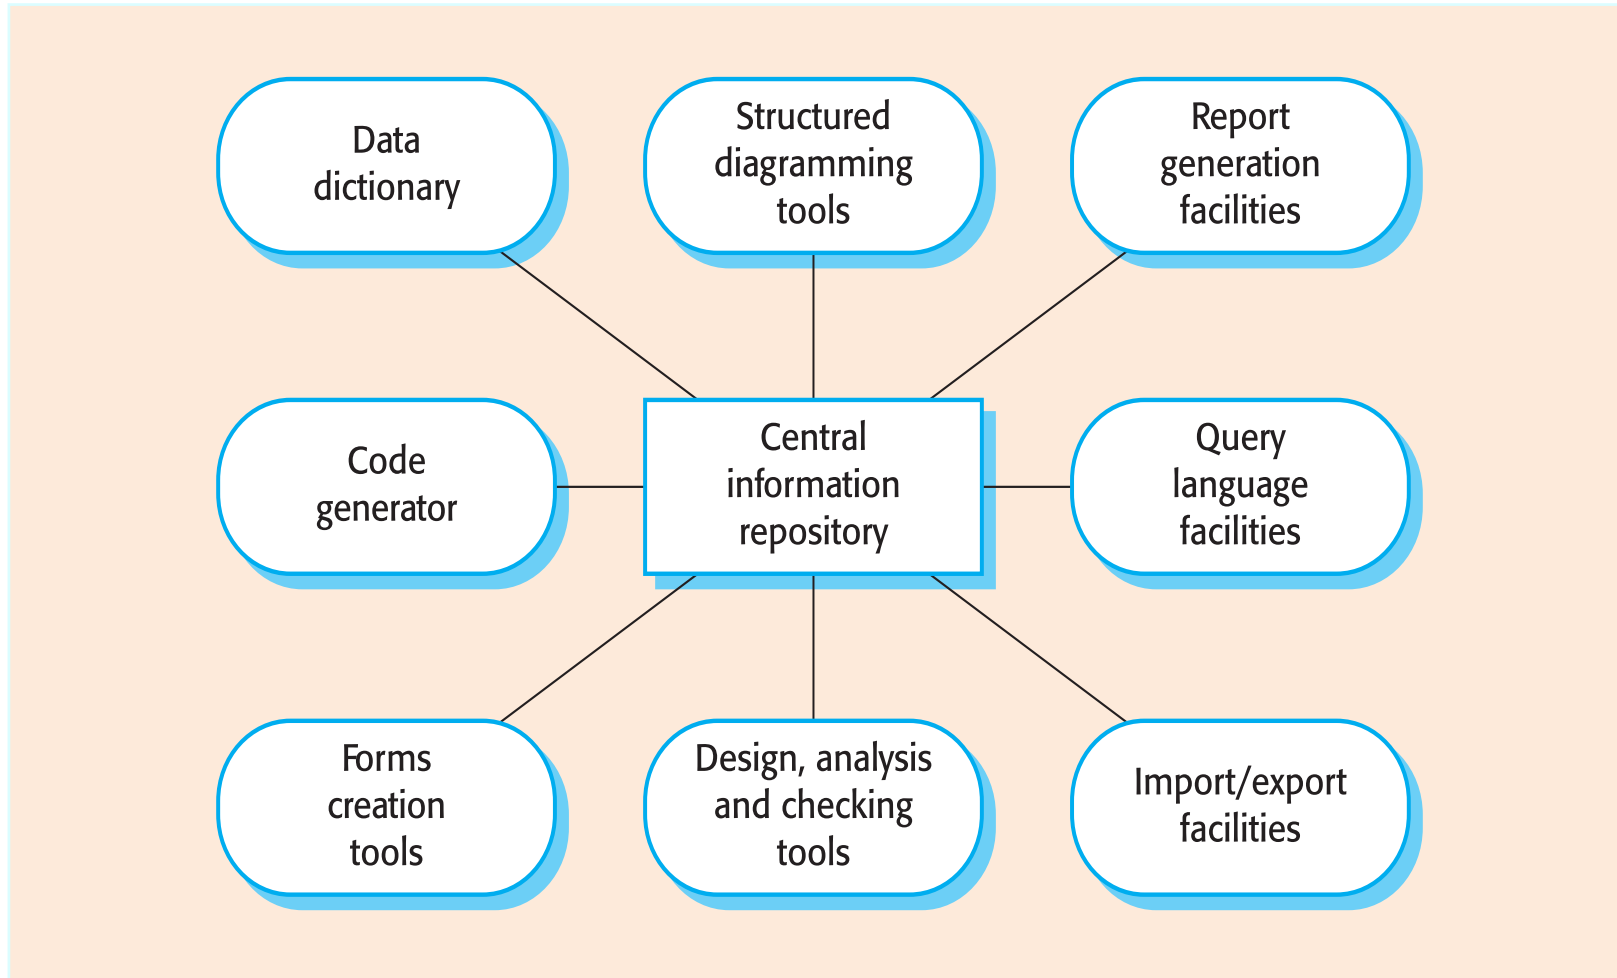 Data
dictionary
Structured
diagramming
tools
Report
generation
facilities
Code
generator
Central
information
repository
Query
language
facilities
Forms
creation
tools
Design, analysis
and checking
tools
Import/export
facilities